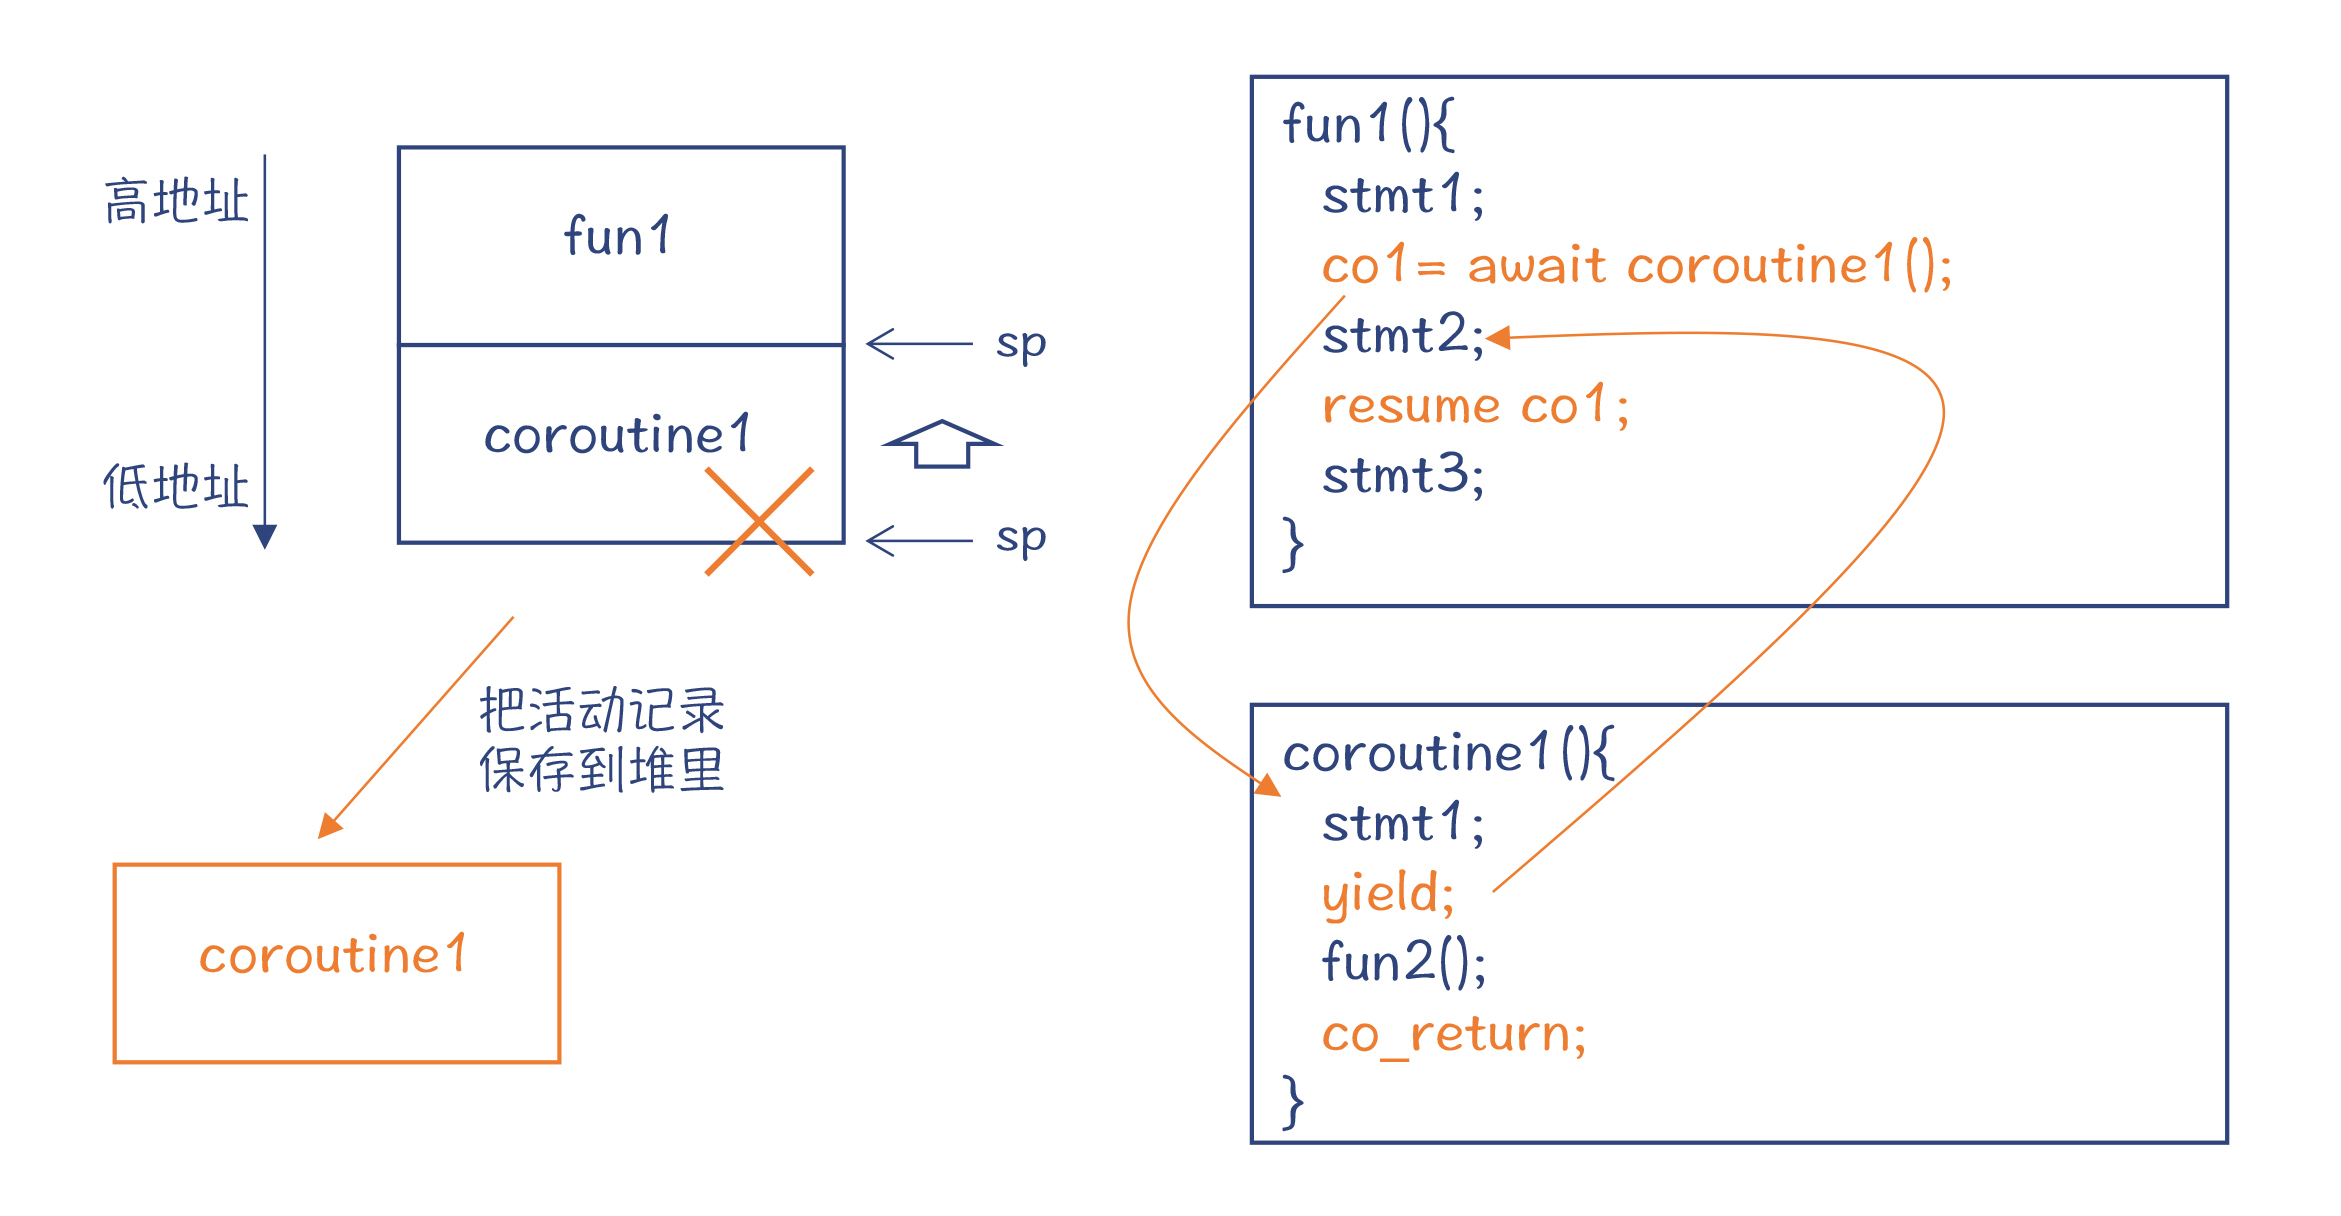 高地址
低地址
fun1
coroutine1
sp
sp
把活动记录
保存到堆里
coroutine1
fun1(){
stmt1;
co1= await coroutine1();
stmt2;
resume co1;
stmt3;
}
coroutine1(){
stmt1;
yield;
fun2();
co_return;
}